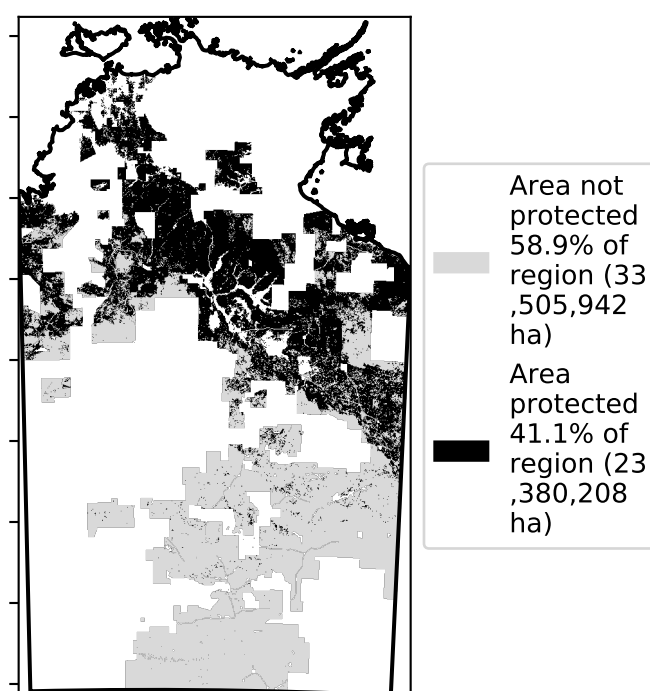 Area not
protected
58.9% of
region (33
,505,942
ha)
Area
protected
41.1% of
region (23
,380,208
ha)